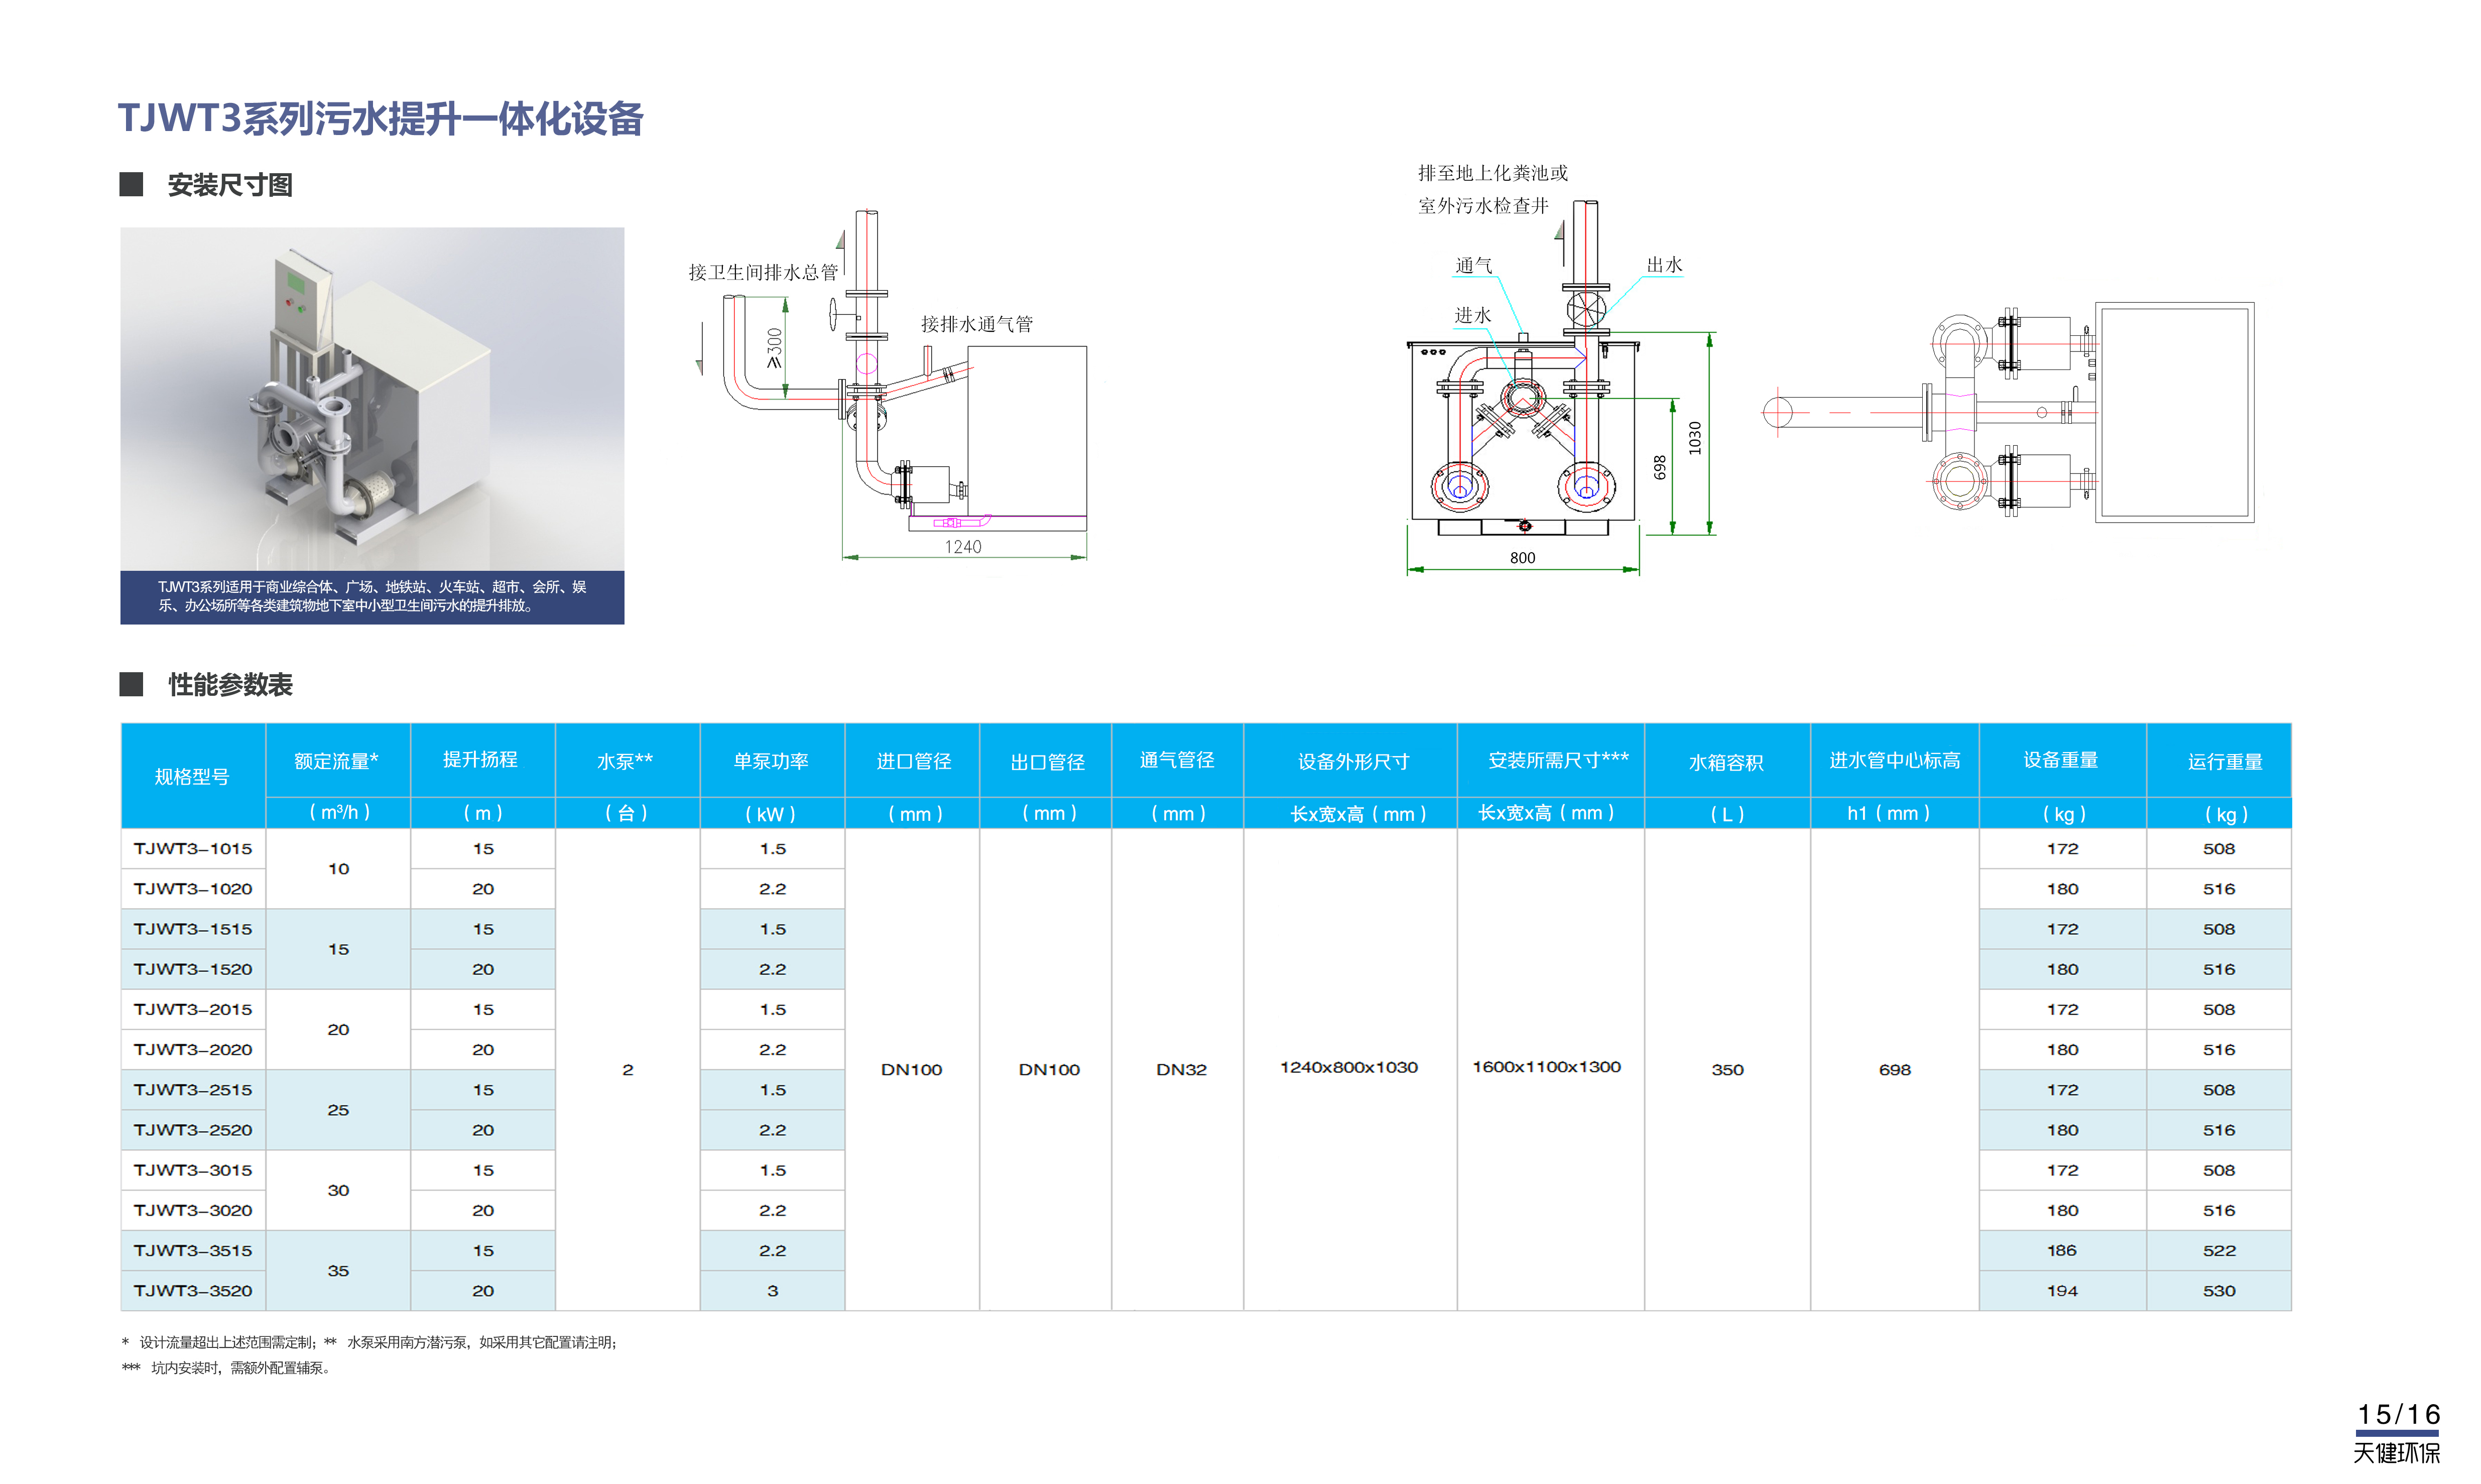 TJWT3系列污水提升一体化设备
安装尺寸图
TJWT3系列适用于商业综合体、广场、地铁站、火车站、超市、会所、娱
乐、办公场所等各类建筑物地下室中小型卫生间污水的提升排放。
接卫生间排水总管
≥300
接排水通气管
1240
排至地上化粪池或
室外污水检查井
通气
出水
进水
698
1030
800
性能参数表
规格型号 额定流量* 提升扬程 水泵** 单泵功率 进口管径 出口管径 通气管径 设备外形尺寸 安装所需尺寸*** 水箱容积 进水管中心标高 设备重量 运行重量
（m³/h） （m） （台） （kW） （mm） （mm） （mm） 长x宽x高（mm） 长x宽x高（mm） （L） h1（mm） （kg） （kg）
TJWT3-1015 10 15 1.5 172 508
TJWT3-1020 20 2.2 180 516
TJWT3-1515 15 15 1.5 172 508
TJWT3-1520 20 2.2 180 516
TJWT3-2015 20 15 1.5 172 508
TJWT3-2020 20 2.2 180 516
2 DN100 DN100 DN32 1240x800x1030 1600x1100x1300 350 698
TJWT3-2515 25 15 1.5 172 508
TJWT3-2520 20 2.2 180 516
TJWT3-3015 30 15 1.5 172 508
TJWT3-3020 20 2.2 180 516
TJWT3-3515 35 15 2.2 186 522
TJWT3-3520 20 3 194 530
* 设计流量超出上述范围需定制；** 水泵采用南方潜污泵，如采用其它配置请注明；
*** 坑内安装时，需额外配置辅泵。
15/16
天健环保